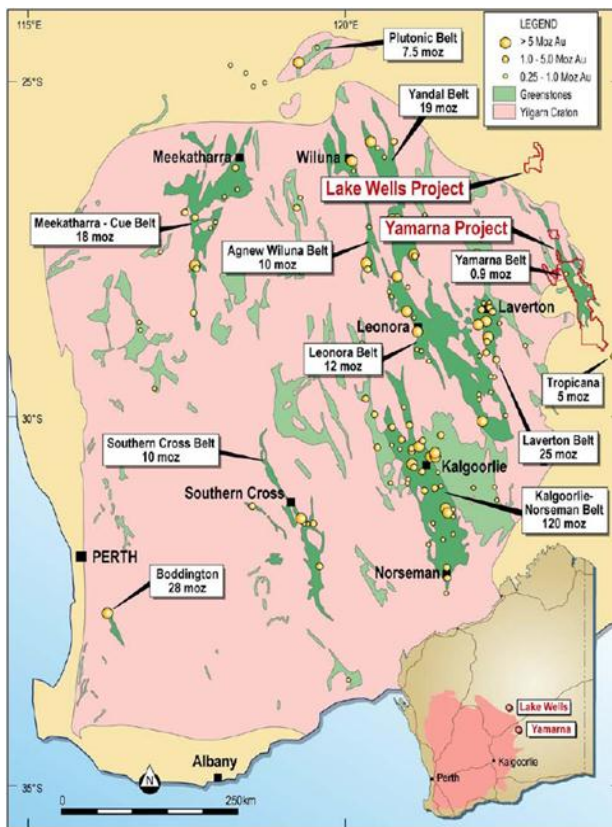 115°E
120°E
25°S
Plutonic Belt
7.5 moz
LEGEND
> 5 Moz Au
1.0 - 5.0 Moz Au
0.25 - 1.0 Moz Au
Greenstones
Yilgarn Craton
Yandal Belt
19 moz
Meekatharra
Wiluna
Lake Wells Project
Meekatharra - Cue Belt
18 moz
Yamarna Project
Agnew Wiluna Belt
10 moz
Yamarna Belt
0.9 moz
Laverton
Leonora
Leonora Belt
12 moz
Tropicana
5 moz
30°S
Laverton Belt
25 moz
Southern Cross Belt
10 moz
Kalgoorlie
Southern Cross
Kalgoorlie-
Norseman Belt
120 moz
PERTH
Boddington
28 moz
Norseman
Lake Wells
Yamarna
Kalgoorlie
Perth
Albany
N
35°S
0
250km